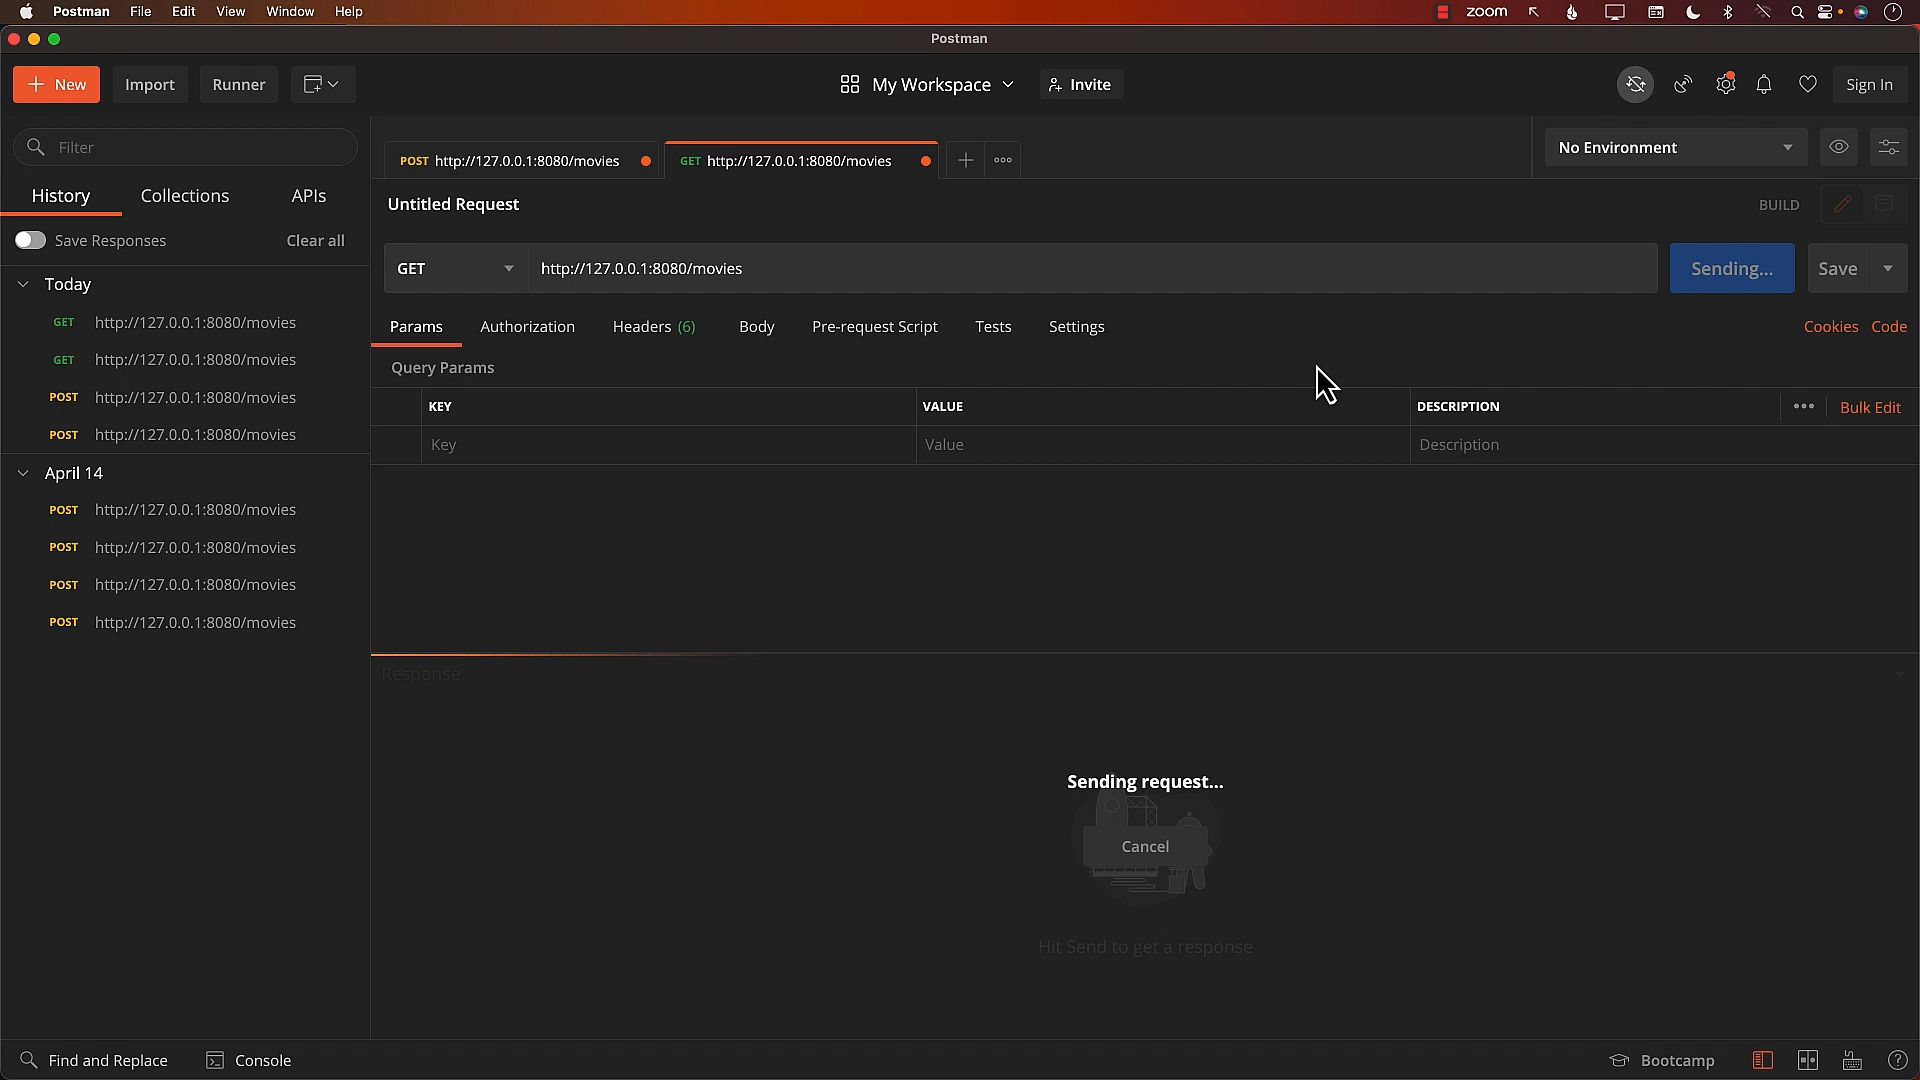 Postman File Edit View Window Help zoom
Postman
New Import Runner My Workspace Invite Sign In
Filter
POST http://127.0.0.1:8080/movies GET http://127.0.0.1:8080/movies No Environment
History Collections APIs
Untitled Request BUILD
Save Responses Clear all
GET http://127.0.0.1:8080/movies Sending... Save
Today
GET http://127.0.0.1:8080/movies
GET http://127.0.0.1:8080/movies
POST http://127.0.0.1:8080/movies
POST http://127.0.0.1:8080/movies
April 14
POST http://127.0.0.1:8080/movies
POST http://127.0.0.1:8080/movies
POST http://127.0.0.1:8080/movies
POST http://127.0.0.1:8080/movies
Params Authorization Headers (6) Body Pre-request Script Tests Settings Cookies Code
Query Params
KEY VALUE DESCRIPTION Bulk Edit
Key Value Description
Response
Sending request...
Cancel
Hit Send to get a response
Find and Replace Console Bootcamp